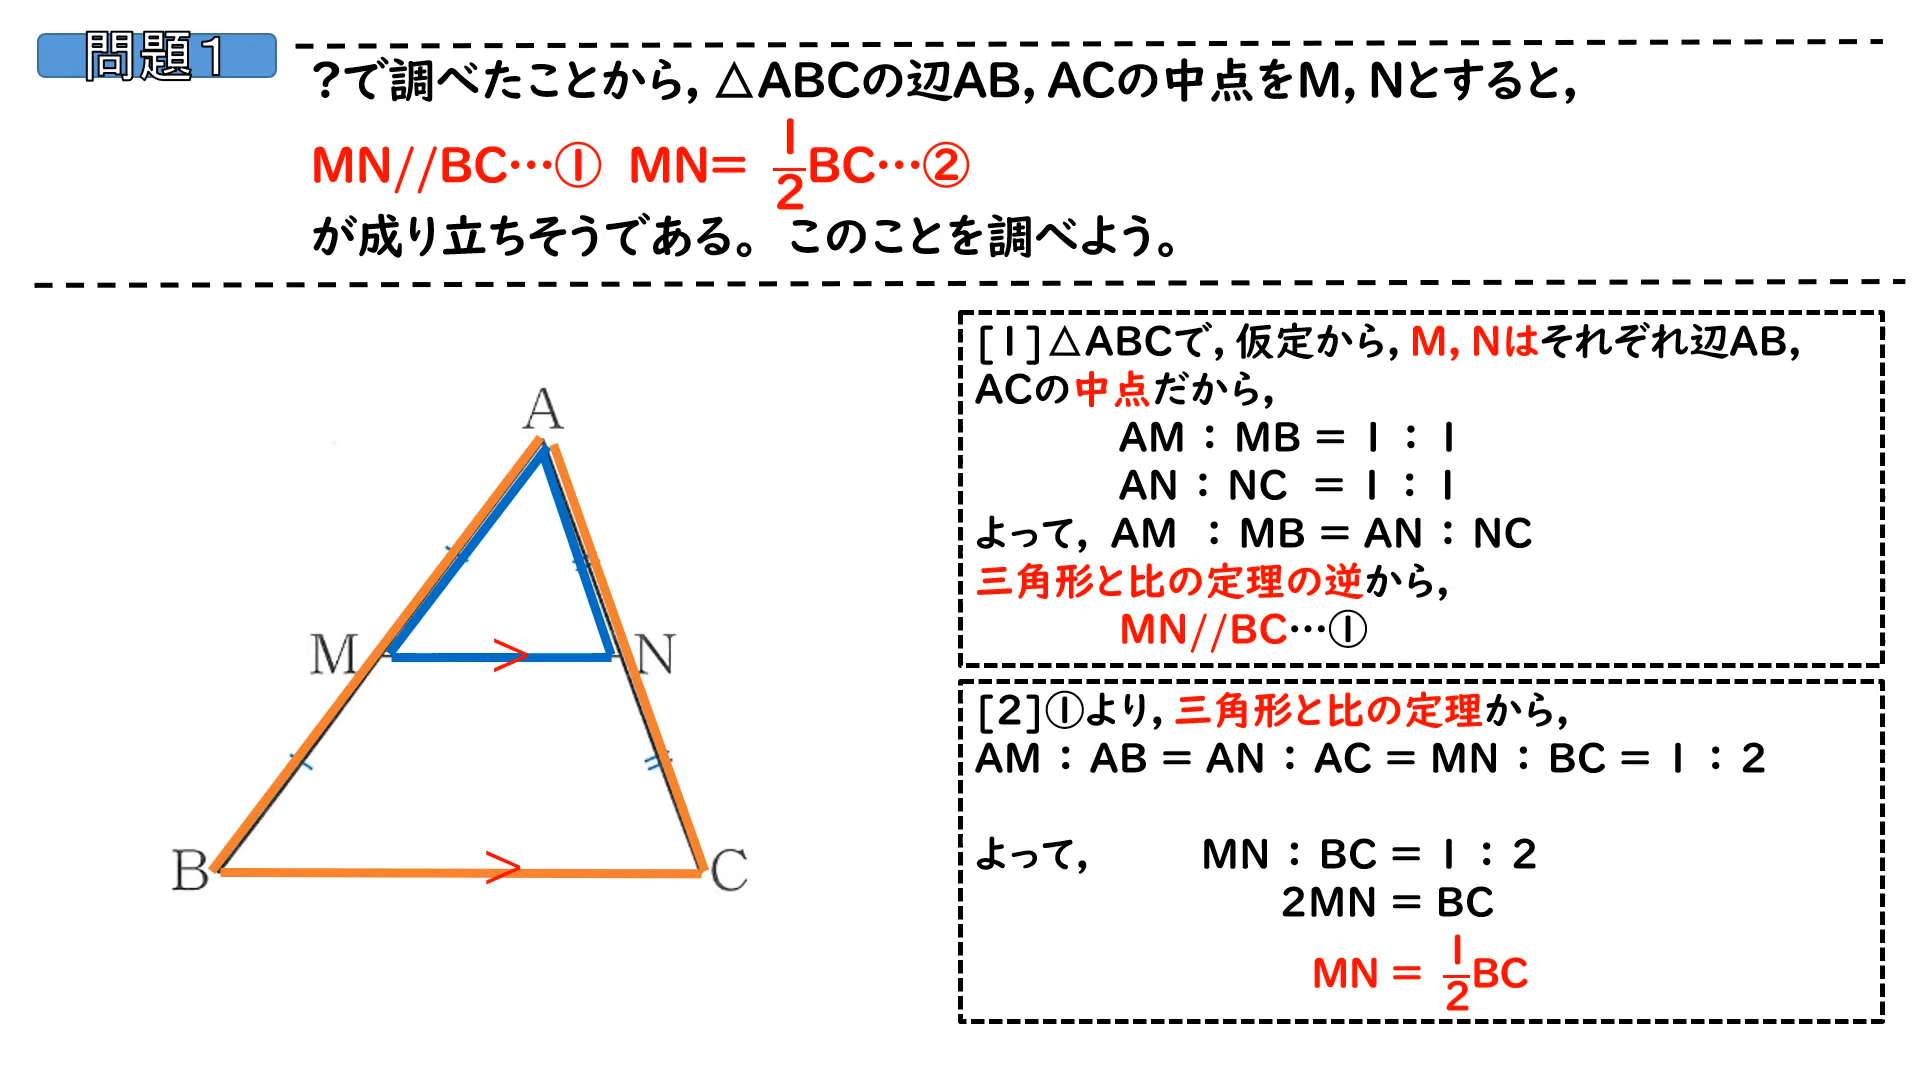 問題1
?で調べたことから, △ABCの辺AB, ACの中点をM, Nとすると,
MN//BC…① MN= 1/2BC…②
が成り立ちそうである。 このことを調べよう。
[1]△ABCで, 仮定から, M, Nはそれぞれ辺AB,
ACの中点だから,
AM : MB = 1 : 1
AN : NC = 1 : 1
よって, AM : MB = AN : NC
三角形と比の定理の逆から,
MN//BC…①
[2]①より, 三角形と比の定理から,
AM : AB = AN : AC = MN : BC = 1 : 2
よって, MN : BC = 1 : 2
2MN = BC
MN = 1/2BC
A
M
N
B
C